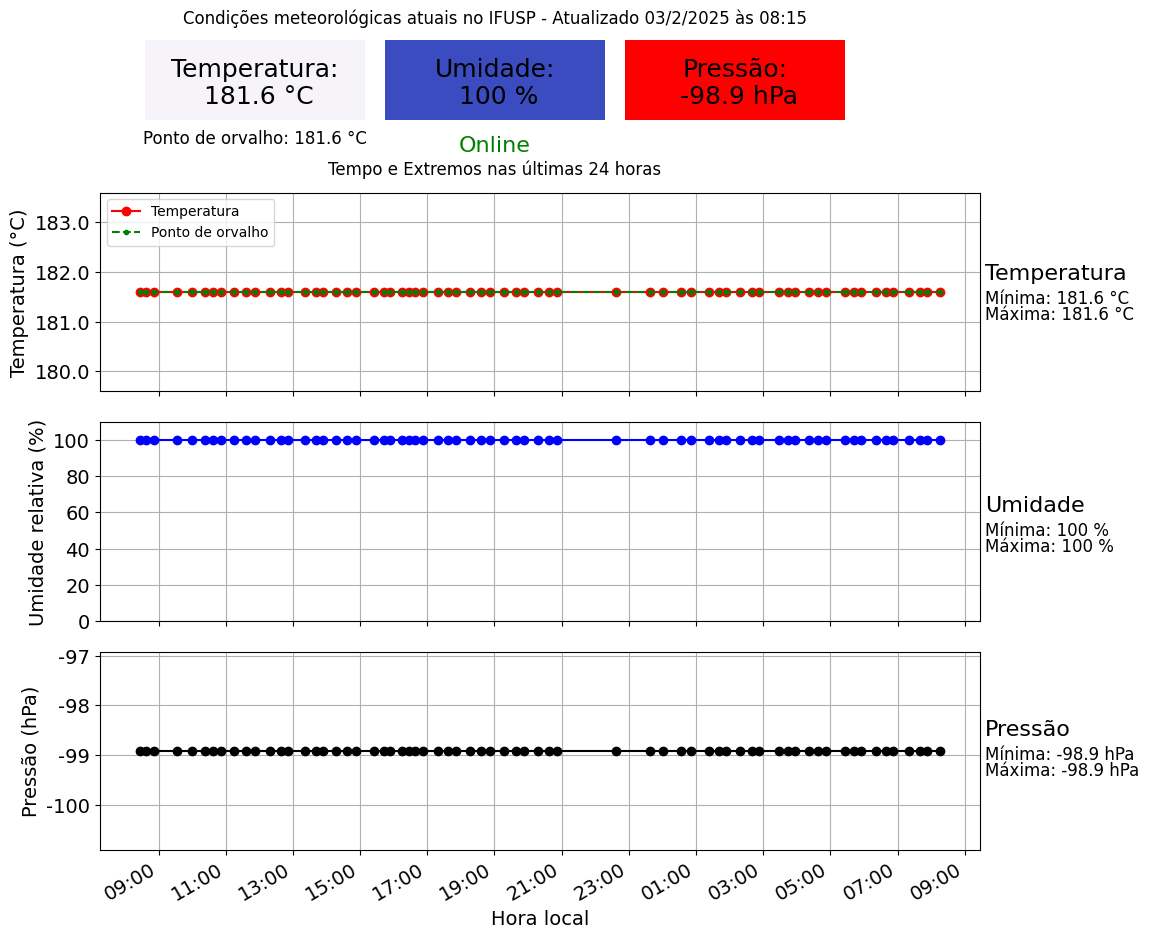 Condições meteorológicas atuais no IFUSP - Atualizado 03/2/2025 às 08:15
Temperatura:
181.6 °C
Umidade:
100 %
Pressão:
-98.9 hPa
Ponto de orvalho: 181.6 °C
Online
Tempo e Extremos nas últimas 24 horas
Temperatura (°C)
183.0
182.0
181.0
180.0
Temperatura
Ponto de orvalho
Temperatura
Mínima: 181.6 °C
Máxima: 181.6 °C
Umidade relativa (%)
100
80
60
40
20
0
Umidade
Mínima: 100 %
Máxima: 100 %
Pressão (hPa)
-97
-98
-99
-100
Pressão
Mínima: -98.9 hPa
Máxima: -98.9 hPa
09:00 11:00 13:00 15:00 17:00 19:00 21:00 23:00 01:00 03:00 05:00 07:00 09:00
Hora local